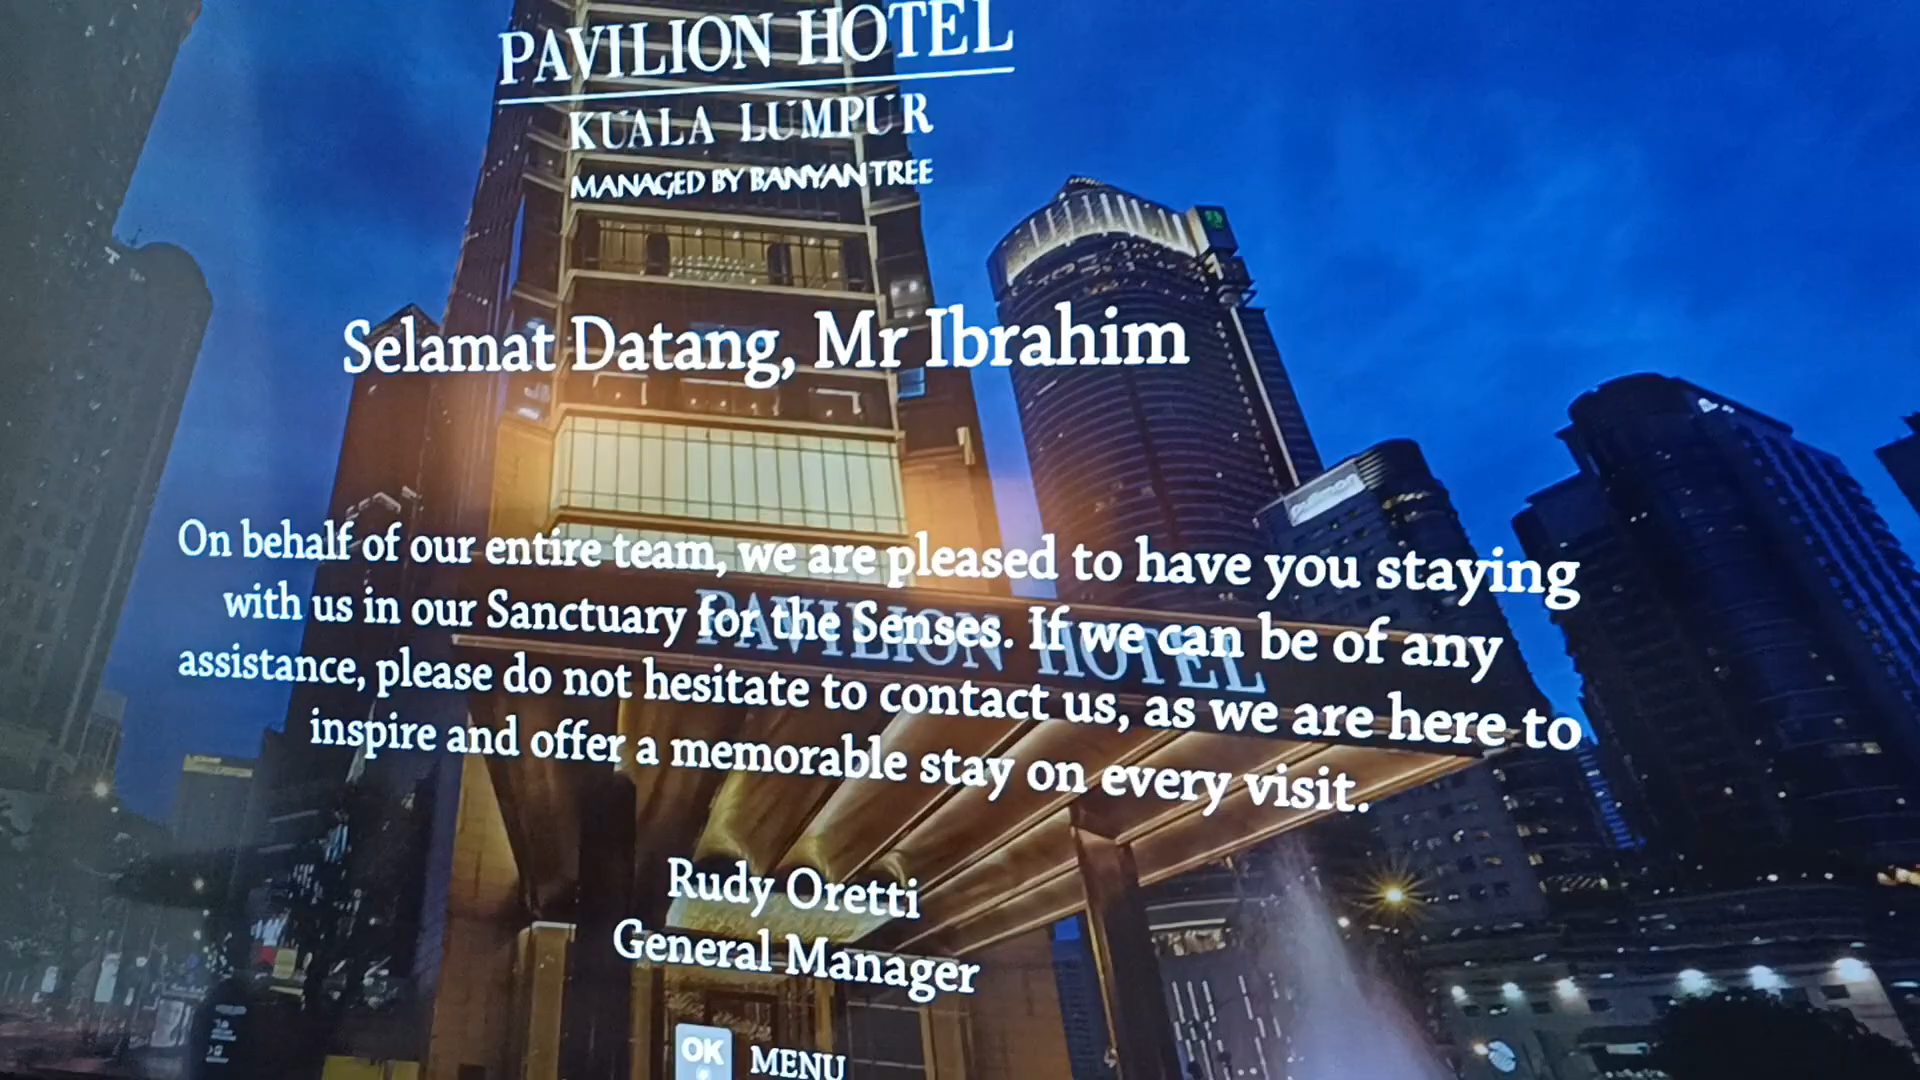 PAVILION HOTEL
KUALA LUMPUR
MANAGED BY BANYAN TREE
Selamat Datang, Mr Ibrahim
On behalf of our entire team, we are pleased to have you staying
with us in our Sanctuary for the Senses. If we can be of any
assistance, please do not hesitate to contact us, as we are here to
inspire and offer a memorable stay on every visit.
PAVILION HOTEL
Rudy Oretti
General Manager
OK MENU